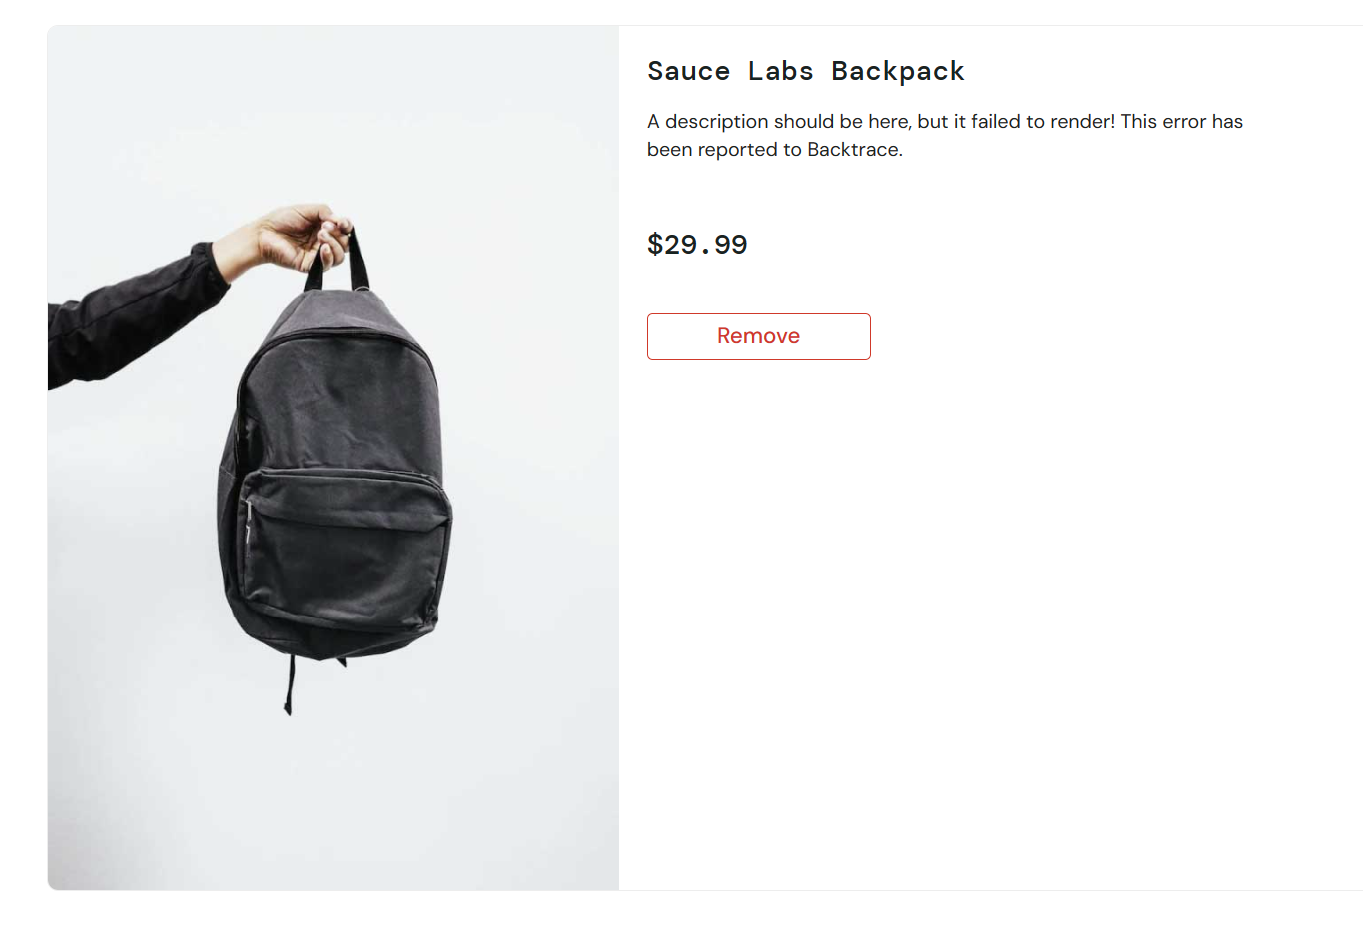 Sauce Labs Backpack
A description should be here, but it failed to render! This error has
been reported to Backtrace.
$29.99
Remove